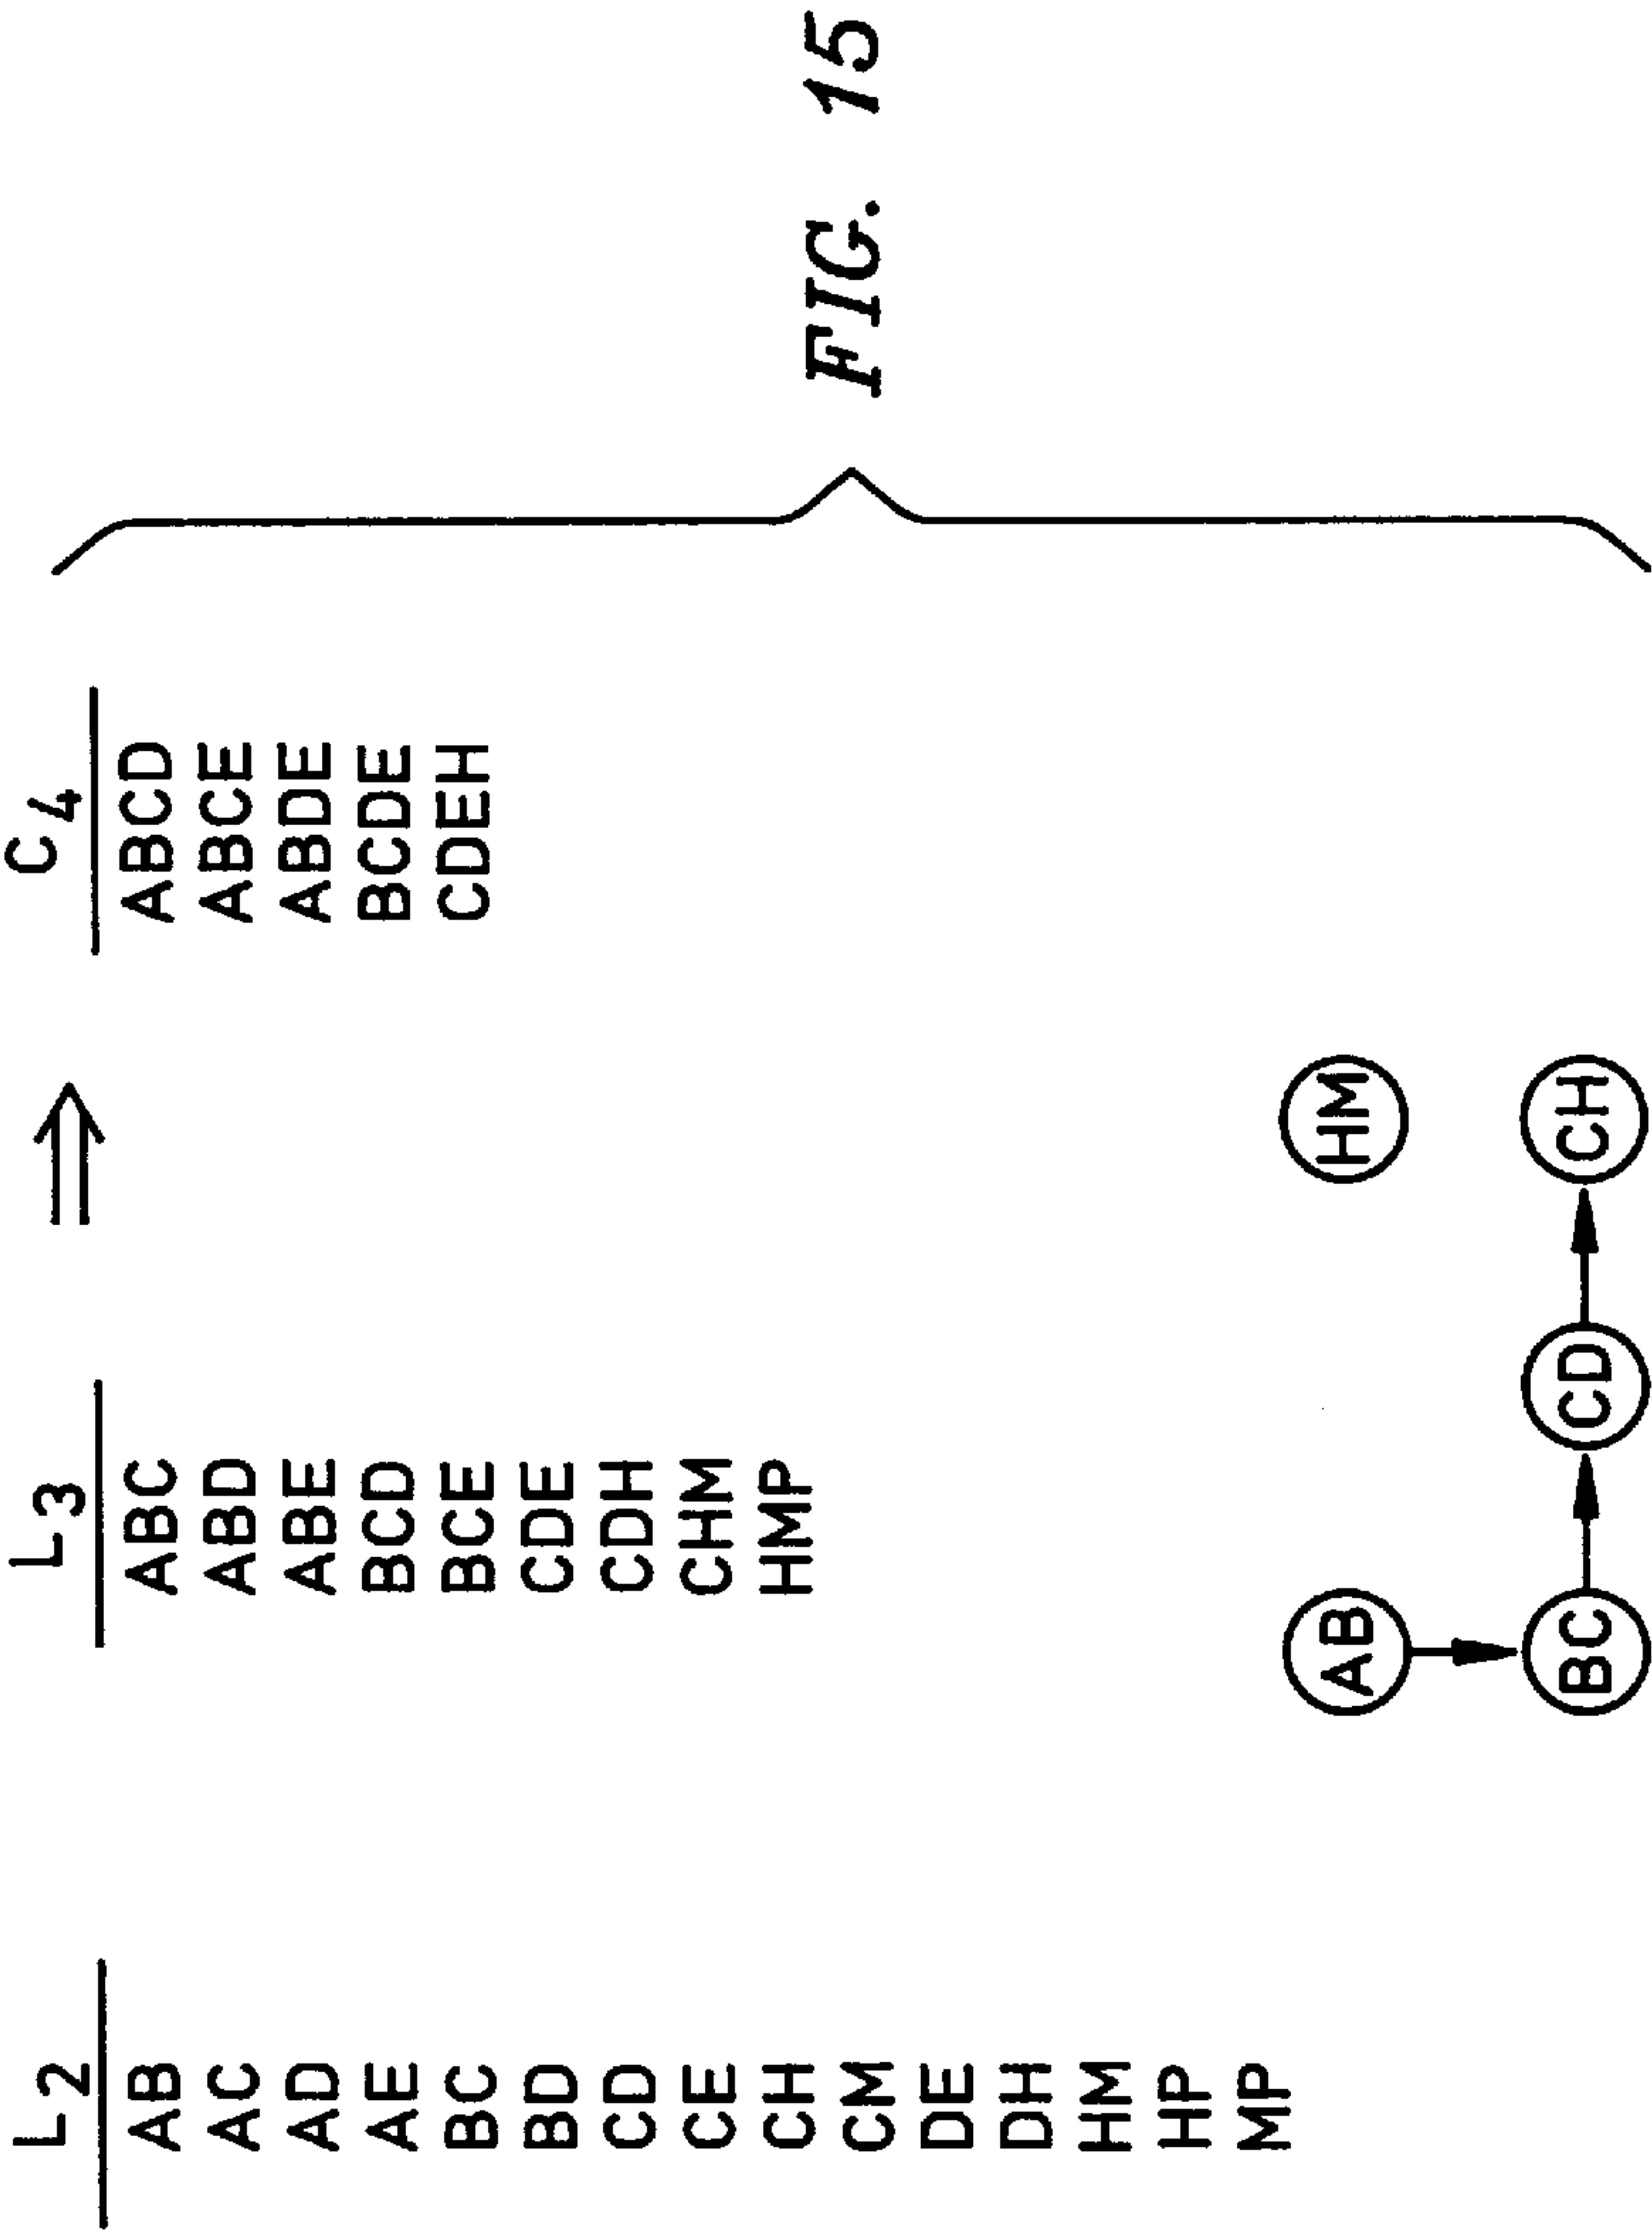 L2
AB
AC
AD
AE
BC
BD
CD
CE
CH
CM
DE
DH
HM
HP
MP
L3
ABC
ABD
ABE
BCD
BCE
CDE
CDH
CHM
HMP
⇒
C4
ABCD
ABCE
ABDE
BCDE
CDEH
AB
HM
BC
CD
CH
FIG. 15